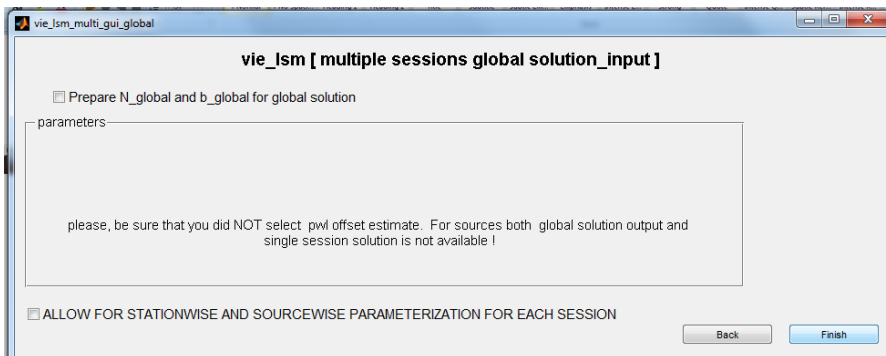 vie_lsm_multi_gui_global
vie_lsm [ multiple sessions global solution_input ]
Prepare N_global and b_global for global solution
parameters
please, be sure that you did NOT select pwl offset estimate. For sources both global solution output and
single session solution is not available !
ALLOW FOR STATIONWISE AND SOURCEWISE PARAMETERIZATION FOR EACH SESSION
Back Finish